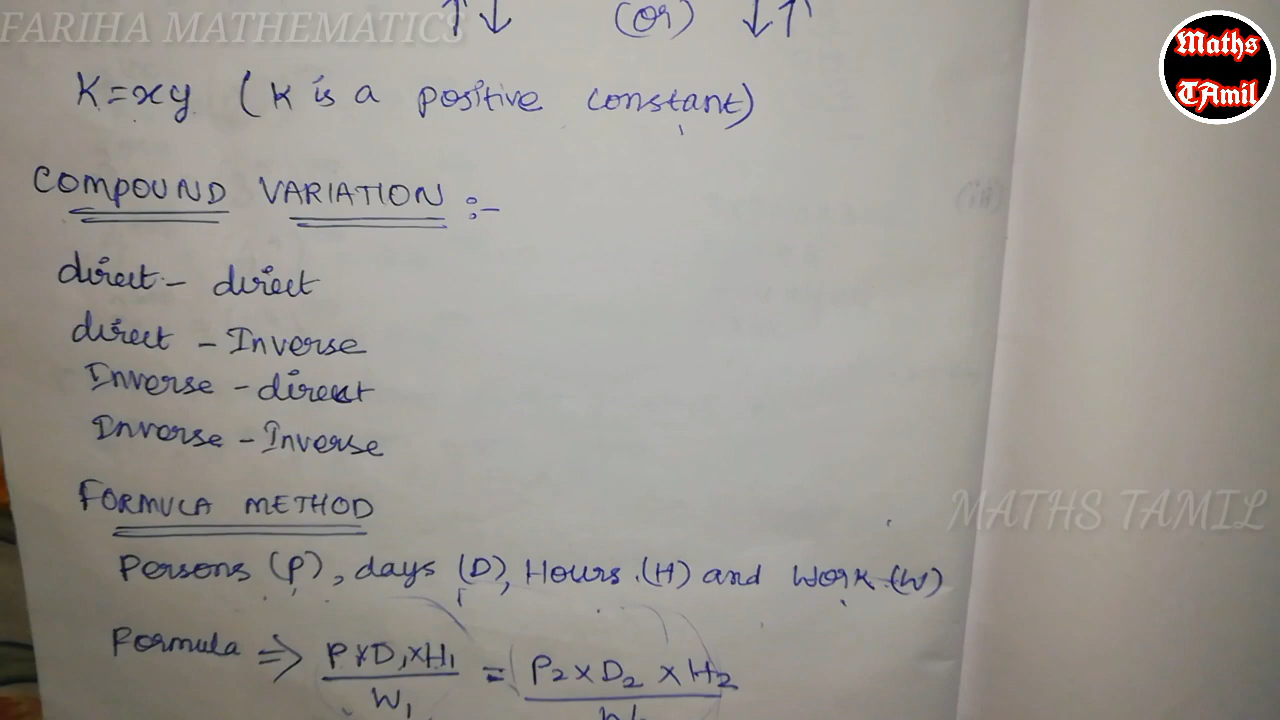 FARIHA MATHEMATICS
↑↓ (or) ↓↑
Maths
TAmil
K=xy (K is a positive constant)
COMPOUND VARIATION :-
direct - direct
direct - Inverse
Inverse - direct
Inverse - Inverse
FORMULA METHOD
MATHS TAMIL
Persons (P), days (D), Hours (H) and Work (W)
Formula ⇒ P×D₁×H₁ / W₁ = P₂×D₂×H₂